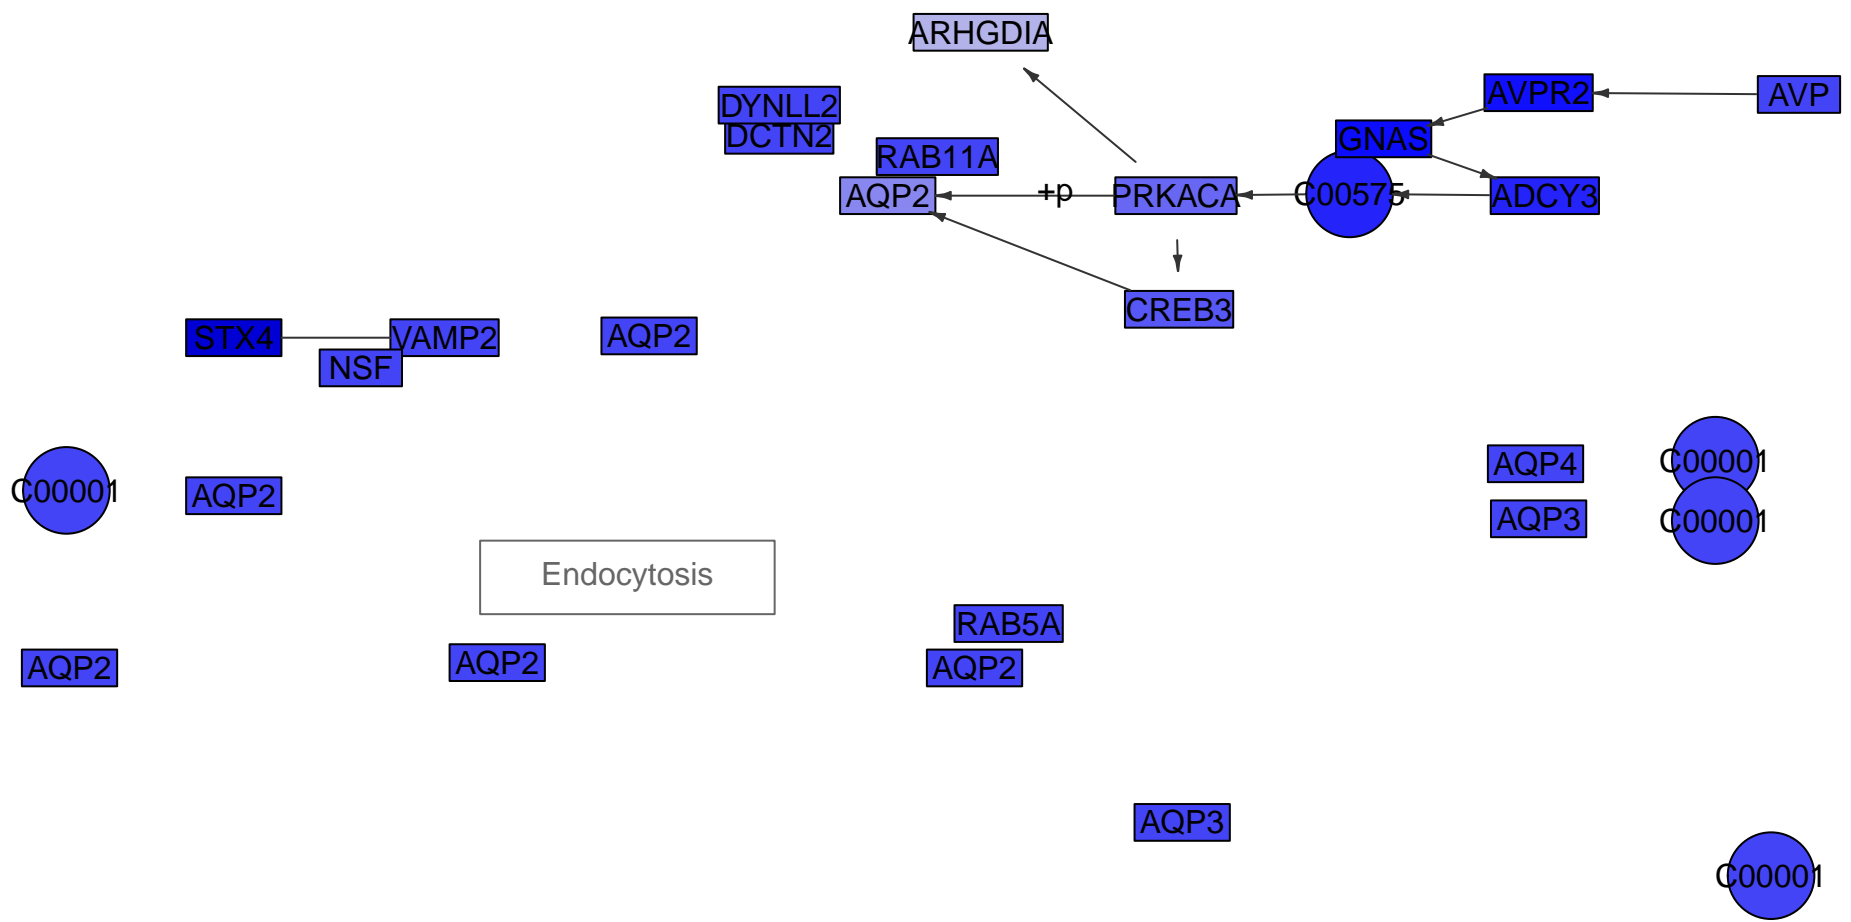 ARHGDIA
DYNLL2
DCTN2
AVPR2
AVP
GNAS
RAB11A
AQP2
+p
PRKACA
C00575
ADCY3
CREB3
STX4
VAMP2
NSF
AQP2
C00001
AQP2
AQP4
C00001
AQP3
C00001
Endocytosis
RAB5A
AQP2
AQP2
AQP2
AQP3
C00001